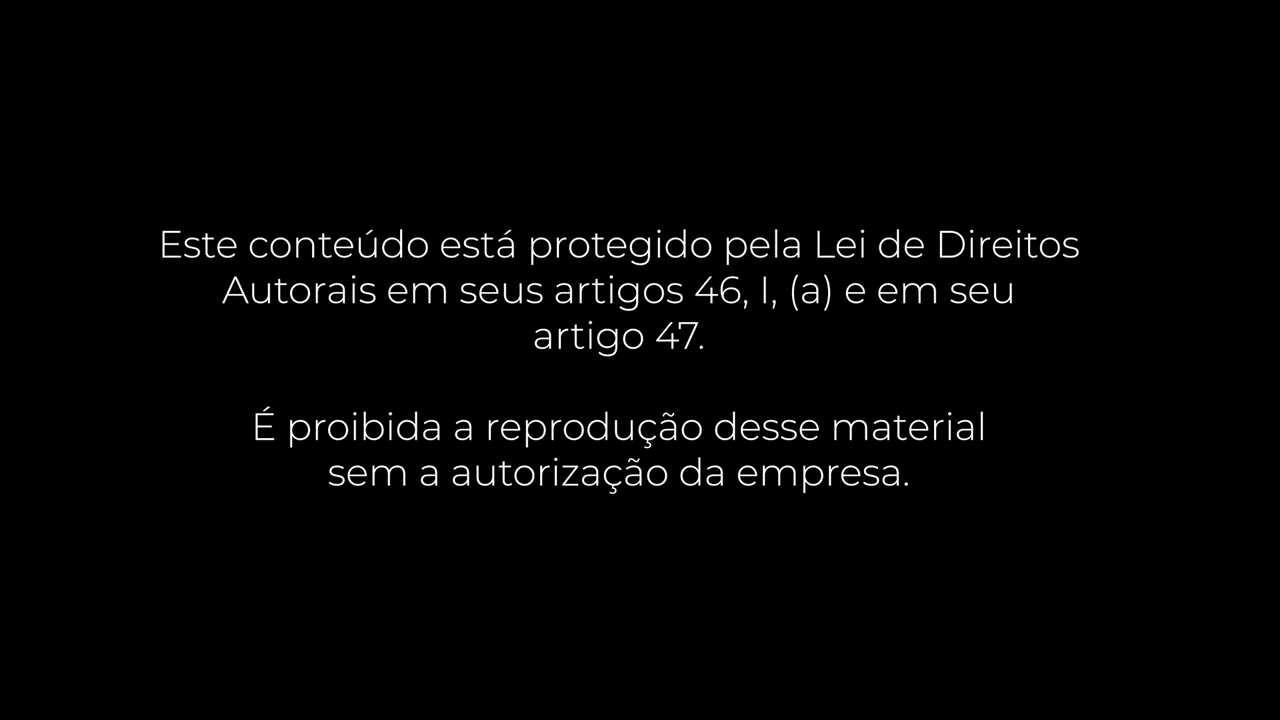 Este conteúdo está protegido pela Lei de Direitos
Autorais em seus artigos 46, I, (a) e em seu
artigo 47.
É proibida a reprodução desse material
sem a autorização da empresa.